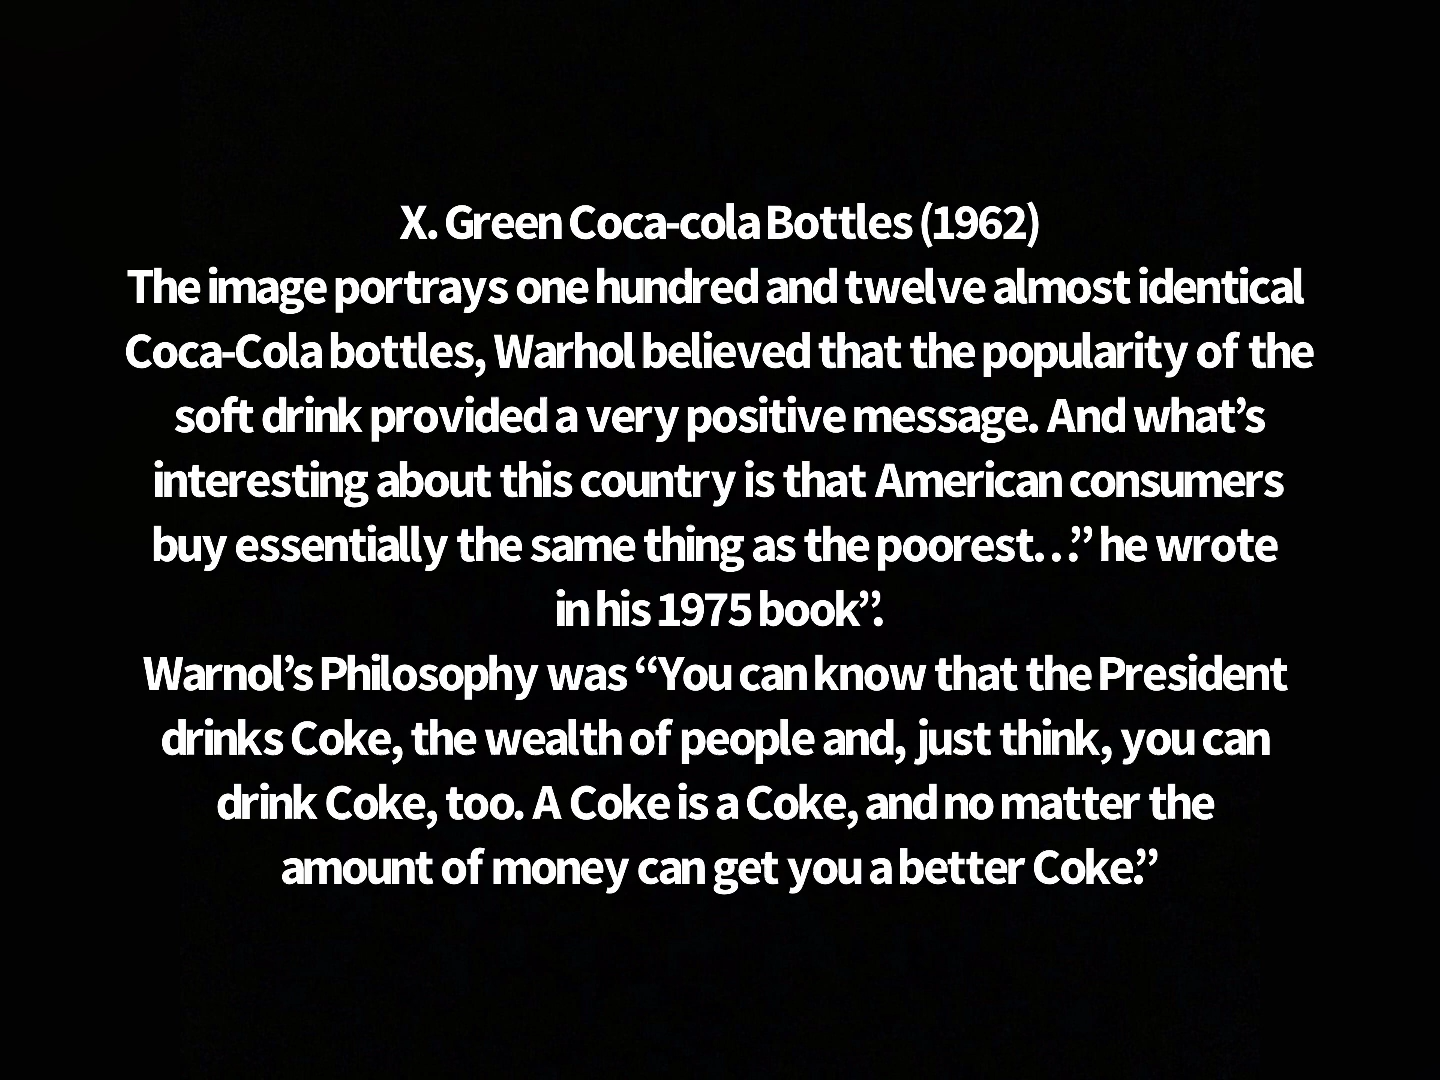 X. Green Coca-cola Bottles (1962)
The image portrays one hundred and twelve almost identical
Coca-Cola bottles, Warhol believed that the popularity of the
soft drink provided a very positive message. And what’s
interesting about this country is that American consumers
buy essentially the same thing as the poorest…” he wrote
in his 1975 book”.
Warnol’s Philosophy was “You can know that the President
drinks Coke, the wealth of people and, just think, you can
drink Coke, too. A Coke is a Coke, and no matter the
amount of money can get you a better Coke.”